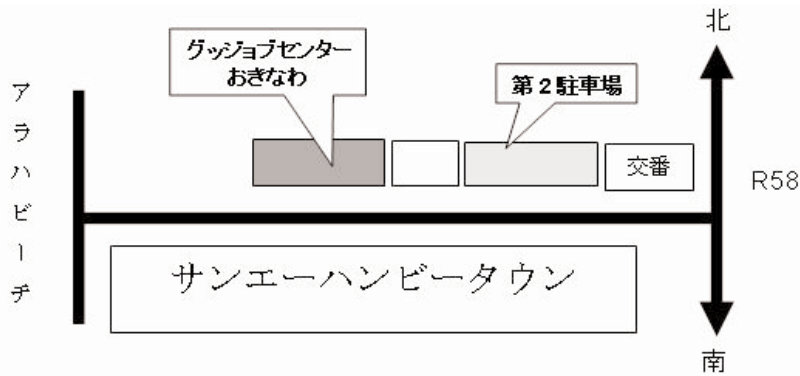 北
グッジョブセンター
おきなわ
第2駐車場
アラハビーチ
交番
R58
サンエーハンビータウン
南